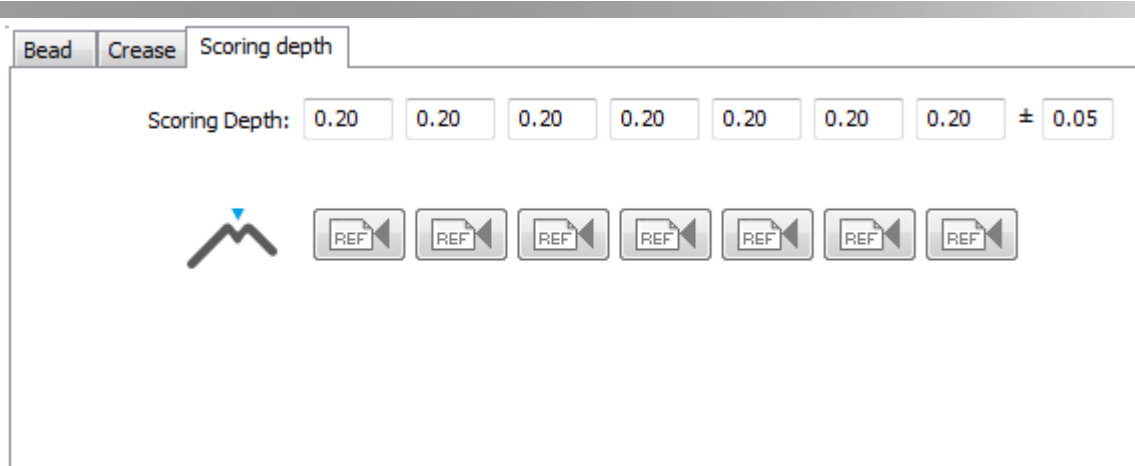 Bead Crease Scoring depth
Scoring Depth: 0.20 0.20 0.20 0.20 0.20 0.20 0.20 ± 0.05
REF REF REF REF REF REF REF